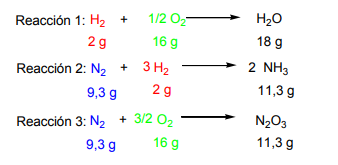 Reacción 1: H₂ + 1/2 O₂ ⟶ H₂O
2 g 16 g 18 g
Reacción 2: N₂ + 3 H₂ ⟶ 2 NH₃
9,3 g 2 g 11,3 g
Reacción 3: N₂ + 3/2 O₂ ⟶ N₂O₃
9,3 g 16 g 11,3 g